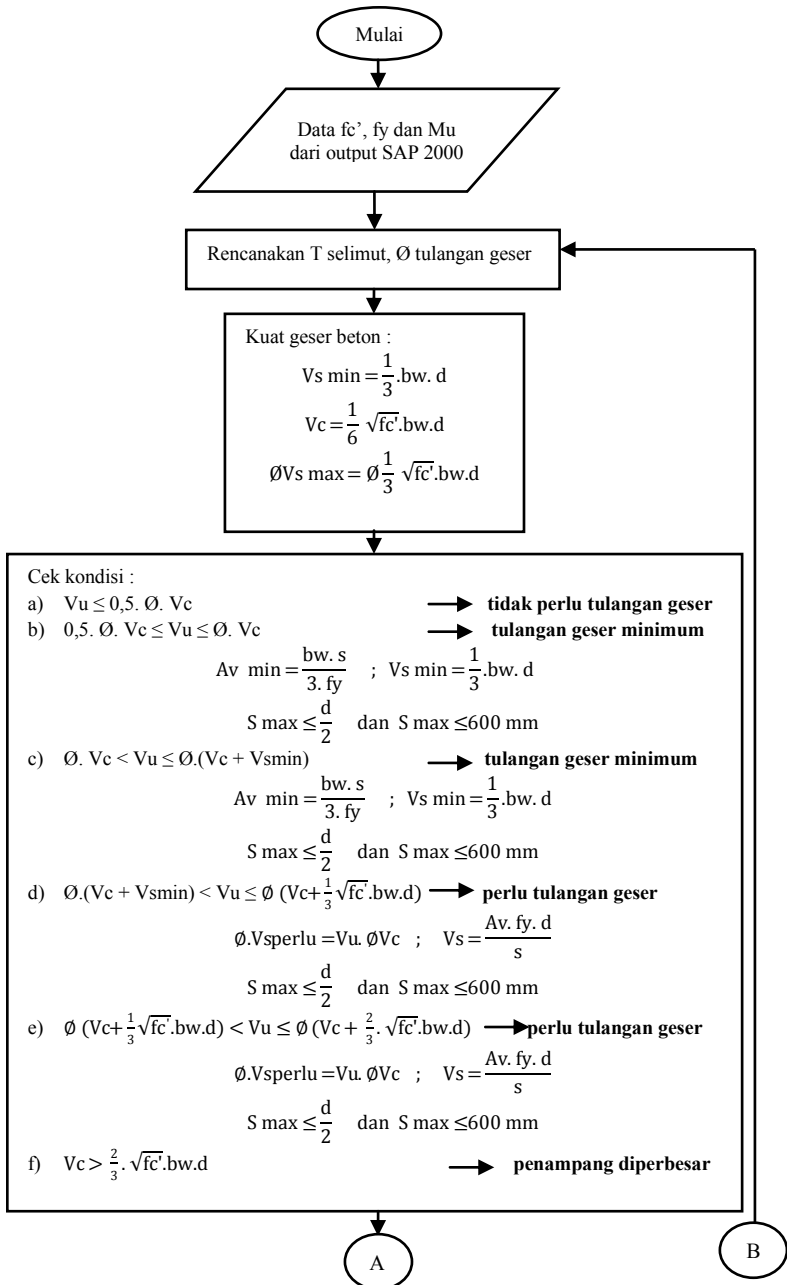 Mulai
Data fc’, fy dan Mu
dari output SAP 2000
Rencanakan T selimut, Ø tulangan geser
Kuat geser beton :
Vs min = 1/3 .bw. d
Vc = 1/6 √fc'.bw.d
ØVs max = Ø 1/3 √fc'.bw.d
Cek kondisi :
a) Vu ≤ 0,5. Ø. Vc → tidak perlu tulangan geser
b) 0,5. Ø. Vc ≤ Vu ≤ Ø. Vc → tulangan geser minimum
Av min = bw. s / 3. fy ; Vs min = 1/3 .bw. d
S max ≤ d/2 dan S max ≤600 mm
c) Ø. Vc < Vu ≤ Ø.(Vc + Vsmin) → tulangan geser minimum
Av min = bw. s / 3. fy ; Vs min = 1/3 .bw. d
S max ≤ d/2 dan S max ≤600 mm
d) Ø.(Vc + Vsmin) < Vu ≤ Ø (Vc+ 1/3 √fc'.bw.d) → perlu tulangan geser
Ø.Vsperlu =Vu. ØVc ; Vs = Av. fy. d / s
S max ≤ d/2 dan S max ≤600 mm
e) Ø (Vc+ 1/3 √fc'.bw.d) < Vu ≤ Ø (Vc + 2/3 . √fc'.bw.d) → perlu tulangan geser
Ø.Vsperlu =Vu. ØVc ; Vs = Av. fy. d / s
S max ≤ d/2 dan S max ≤600 mm
f) Vc > 2/3 . √fc'.bw.d → penampang diperbesar
A
B